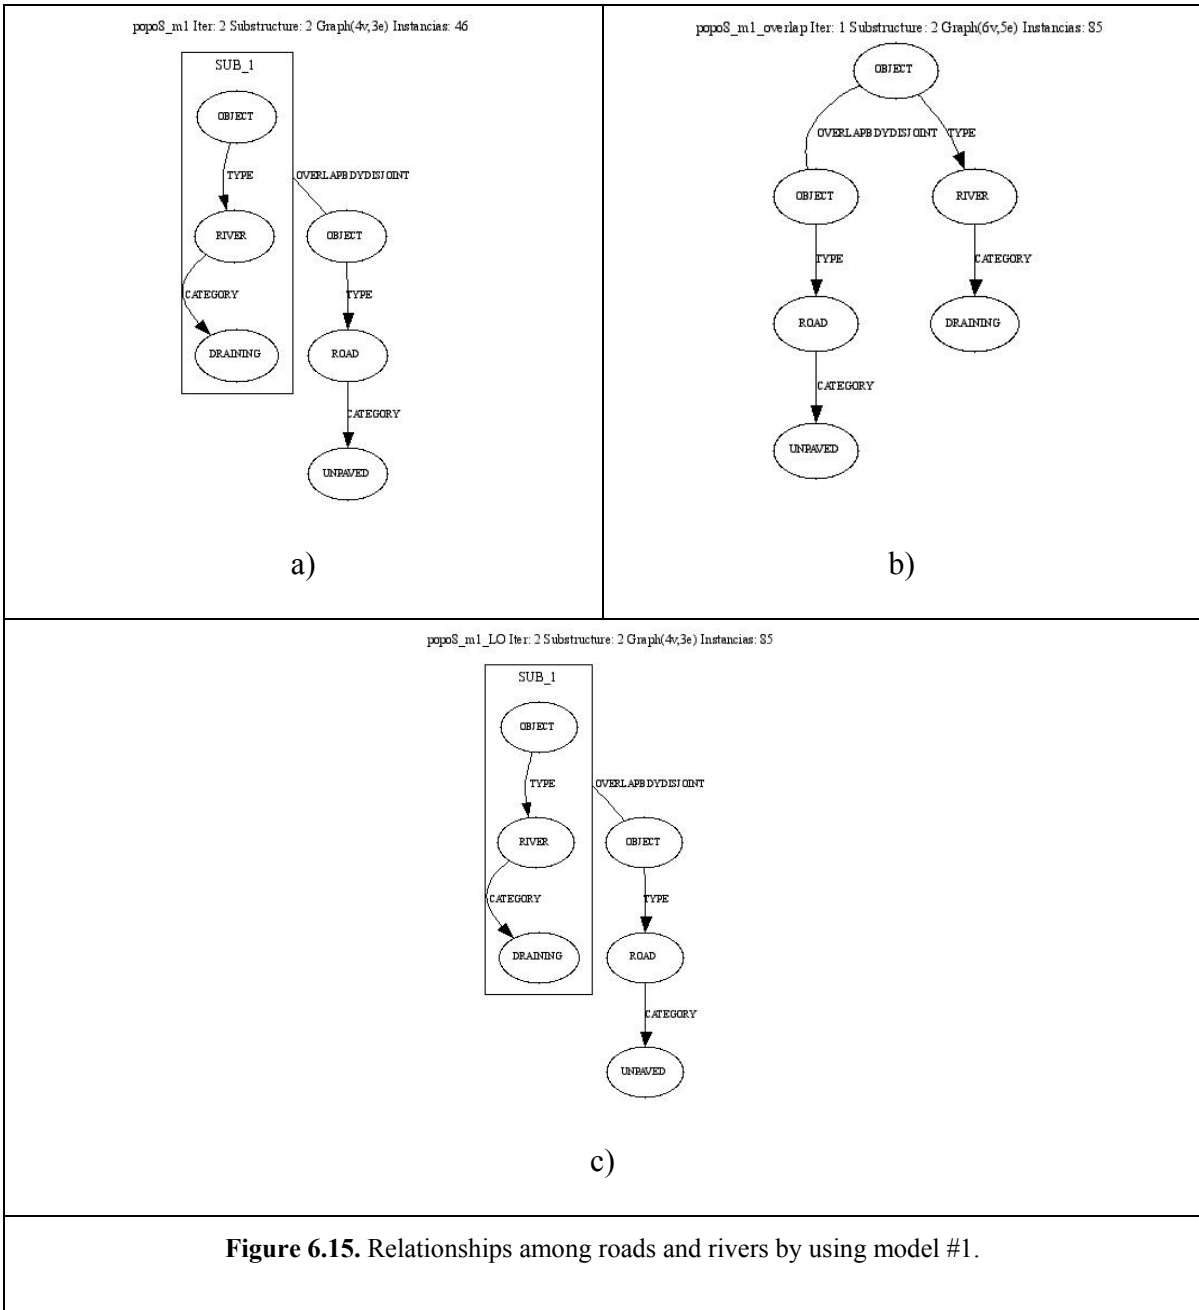 popo8_m1 Iter: 2 Substructure: 2 Graph(4v,3e) Instancias: 46
SUB_1
OBJECT
TYPE
OVERLAPBDYDISJOINT
RIVER
OBJECT
CATEGORY
TYPE
DRAINING
ROAD
CATEGORY
UNPAVED
a)
popo8_m1_overlap Iter: 1 Substructure: 2 Graph(6v,5e) Instancias: 85
OBJECT
OVERLAPBDYDISJOINT
TYPE
OBJECT
RIVER
TYPE
CATEGORY
ROAD
DRAINING
CATEGORY
UNPAVED
b)
popo8_m1_LO Iter: 2 Substructure: 2 Graph(4v,3e) Instancias: 85
SUB_1
OBJECT
TYPE
OVERLAPBDYDISJOINT
RIVER
OBJECT
CATEGORY
TYPE
DRAINING
ROAD
CATEGORY
UNPAVED
c)
Figure 6.15. Relationships among roads and rivers by using model #1.